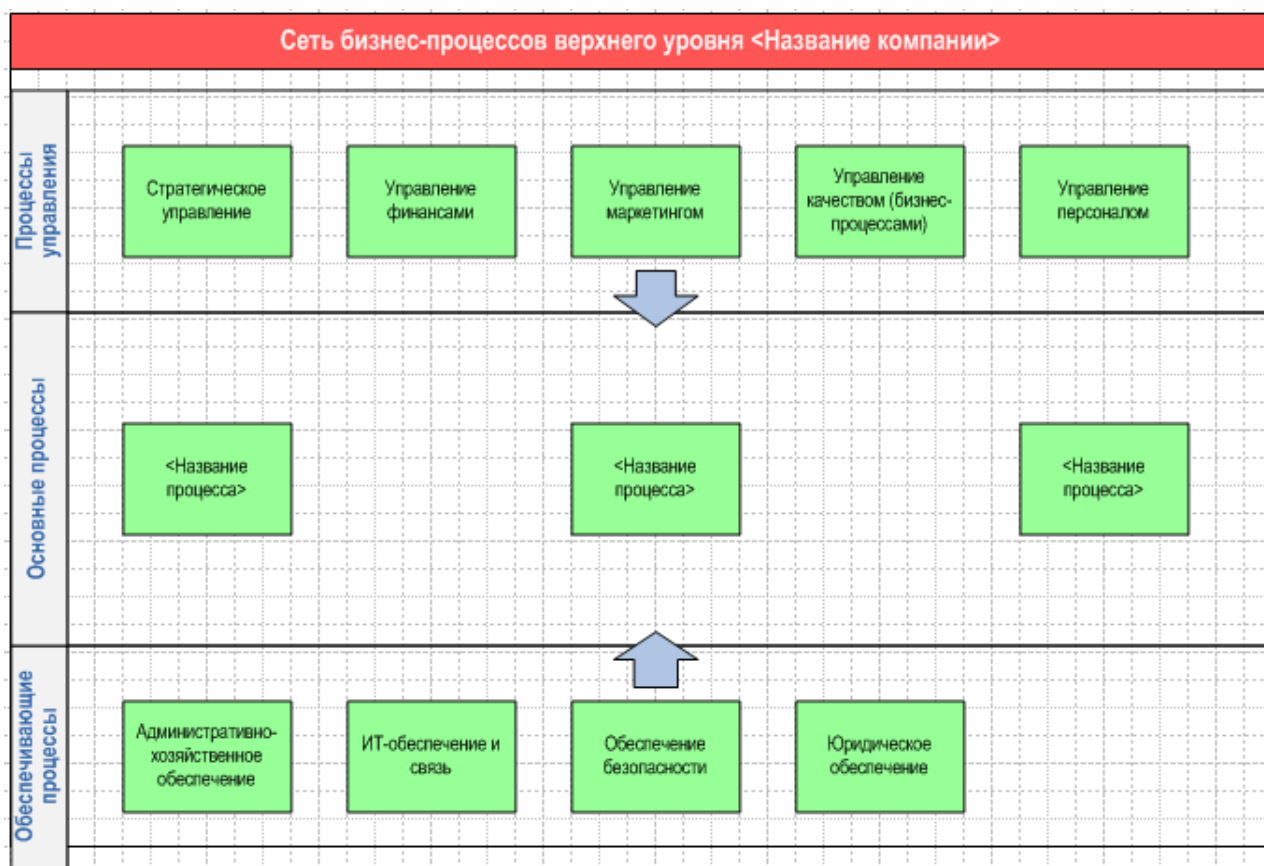 Сеть бизнес-процессов верхнего уровня <Название компании>
Процессы
управления
Стратегическое
управление
Управление
финансами
Управление
маркетингом
Управление
качеством (бизнес-
процессами)
Управление
персоналом
Основные процессы
<Название
процесса>
<Название
процесса>
<Название
процесса>
Обеспечивающие
процессы
Административно-
хозяйственное
обеспечение
ИТ-обеспечение и
связь
Обеспечение
безопасности
Юридическое
обеспечение